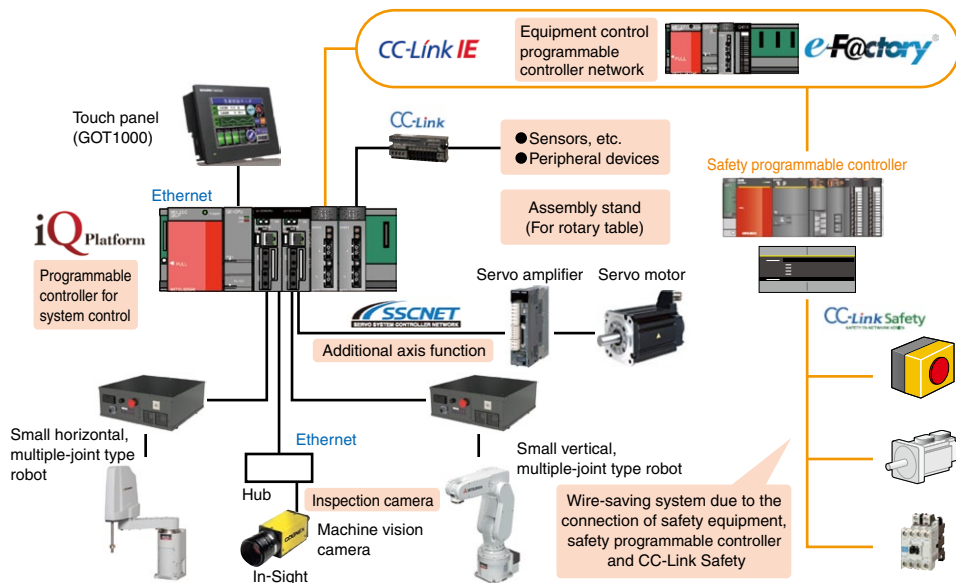 CC-Link IE
Equipment control
programmable
controller network
e-F@ctory
Touch panel
(GOT1000)
CC-Link
●Sensors, etc.
●Peripheral devices
Safety programmable controller
Ethernet
iQ Platform
Assembly stand
(For rotary table)
Programmable
controller for
system control
Servo amplifier
Servo motor
SSCNET
SERVO SYSTEM CONTROLLER NETWORK
Additional axis function
CC-Link Safety
Small horizontal,
multiple-joint type
robot
Ethernet
Hub
Inspection camera
Machine vision
camera
In-Sight
Small vertical,
multiple-joint type robot
Wire-saving system due to the
connection of safety equipment,
safety programmable controller
and CC-Link Safety